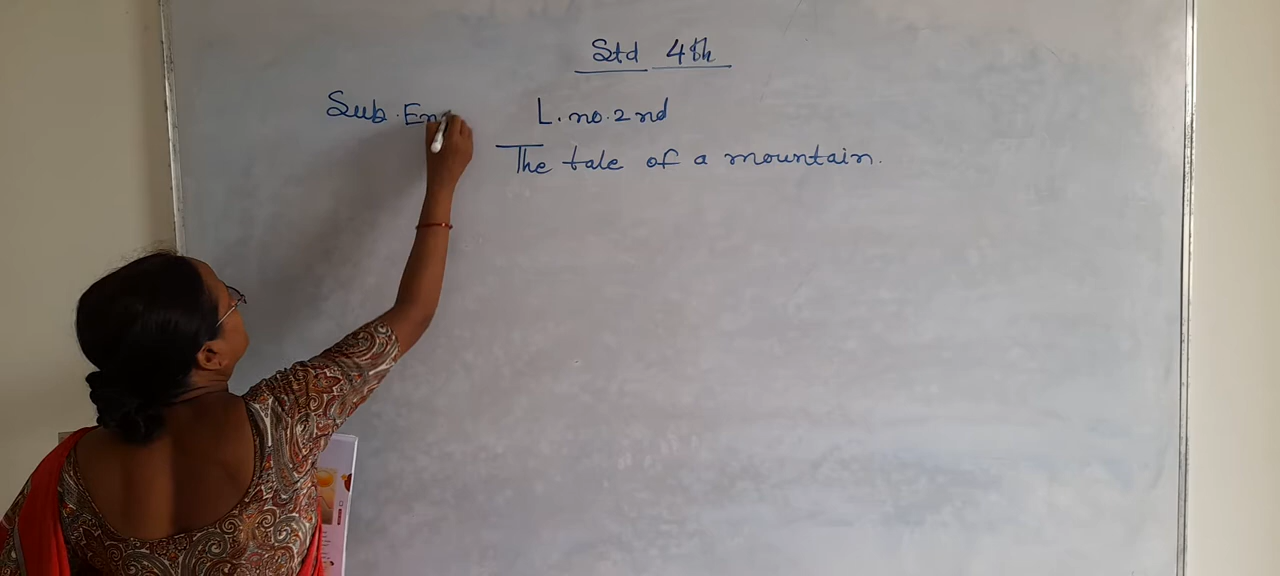 Std 4th
Sub. En L. no. 2nd
The tale of a mountain.